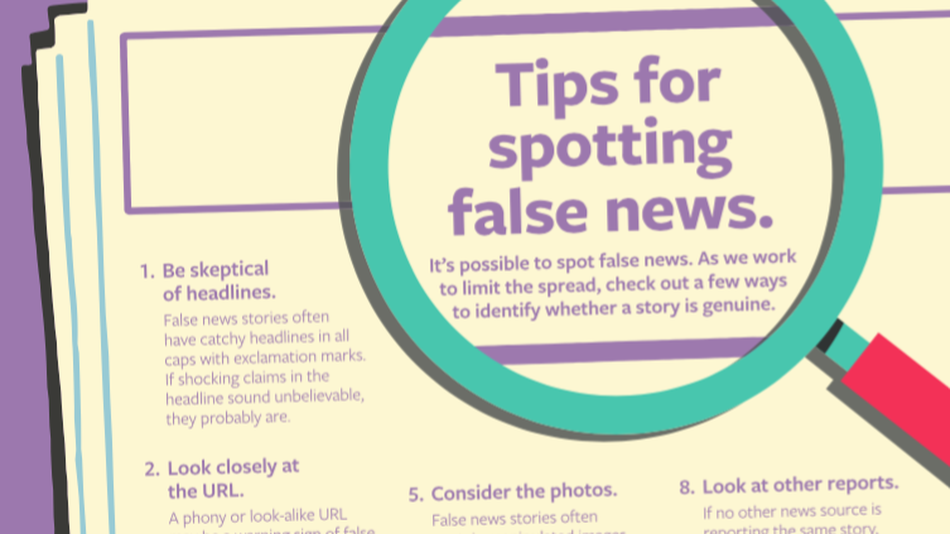 Tips for
spotting
false news.
It's possible to spot false news. As we work
to limit the spread, check out a few ways
to identify whether a story is genuine.
1. Be skeptical
of headlines.
False news stories often
have catchy headlines in all
caps with exclamation marks.
If shocking claims in the
headline sound unbelievable,
they probably are.
2. Look closely at
the URL.
A phony or look-alike URL
5. Consider the photos.
False news stories often
8. Look at other reports.
If no other news source is
reporting the same story,